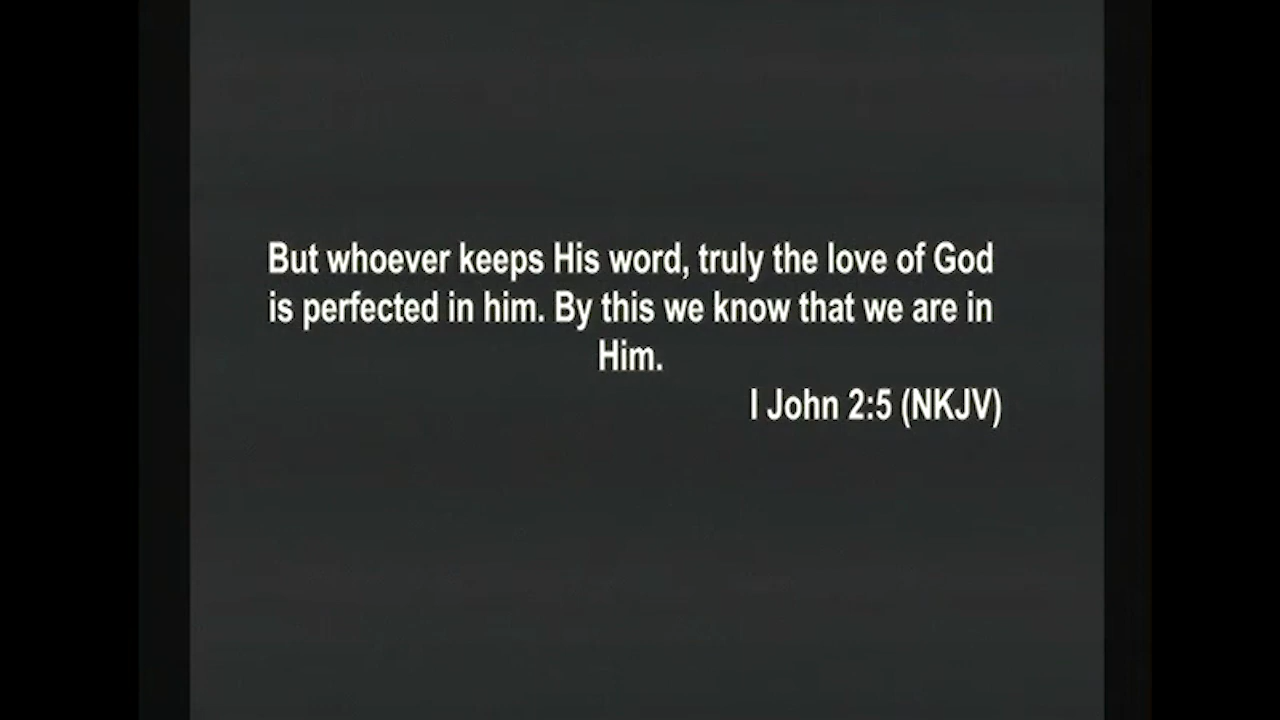 But whoever keeps His word, truly the love of God
is perfected in him. By this we know that we are in
Him.
I John 2:5 (NKJV)